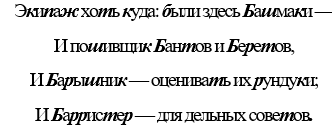 Экипаж хоть куда: были здесь Башмаки —
И пошивщик Бантов и Беретов,
И Барышник — оценивать их рундуки;
И Барристер — для дельных советов.